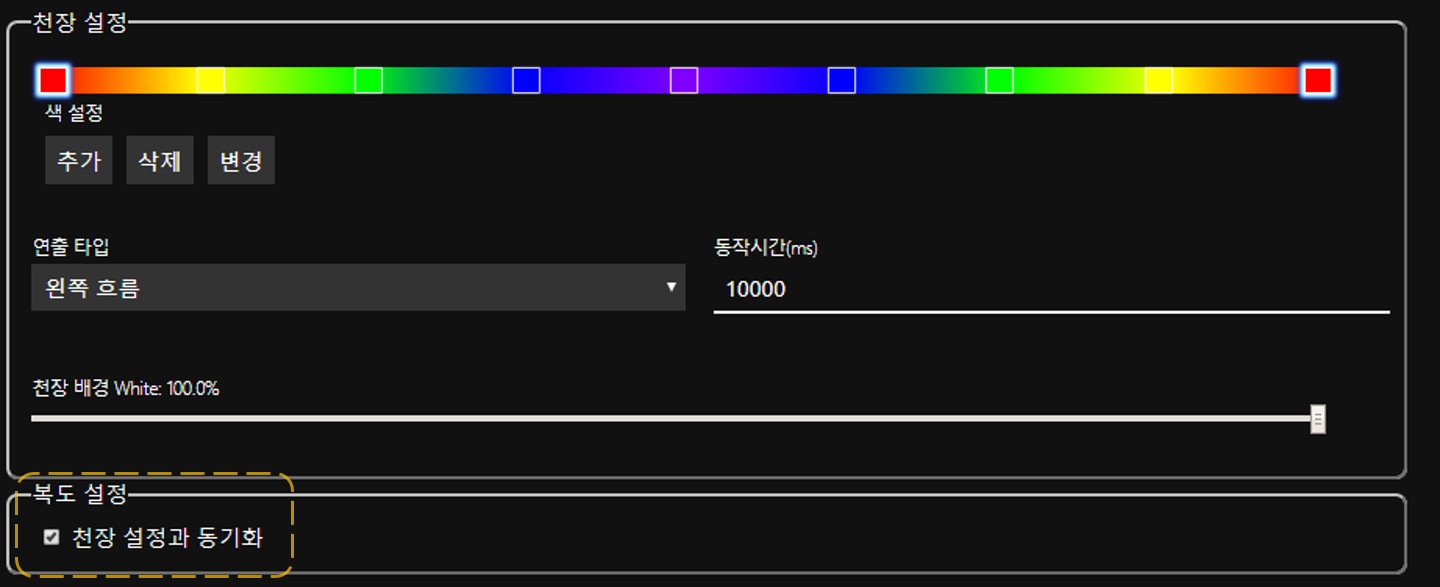 천장 설정
색 설정
추가 삭제 변경
연출 타입 동작시간(ms)
왼쪽 흐름 10000
천장 배경 White: 100.0%
복도 설정
천장 설정과 동기화